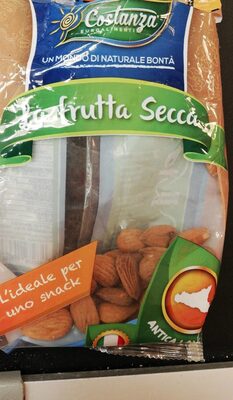 Costanza
EUROALIMENTI
UN MONDO DI NATURALE BONTÀ
La frutta Secca
L'ideale per
uno snack
ANTICA